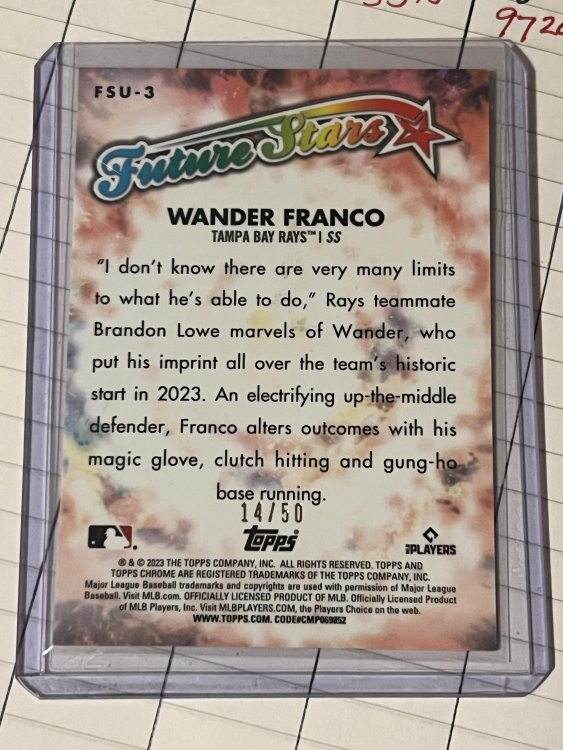 9726
FSU-3
Future Stars
WANDER FRANCO
TAMPA BAY RAYS™ | SS
"I don't know there are very many limits
to what he's able to do," Rays teammate
Brandon Lowe marvels of Wander, who
put his imprint all over the team's historic
start in 2023. An electrifying up-the-middle
defender, Franco alters outcomes with his
magic glove, clutch hitting and gung-ho
base running.
14/50
topps
MLB PLAYERS
® & © 2023 THE TOPPS COMPANY, INC. ALL RIGHTS RESERVED. TOPPS AND
TOPPS CHROME ARE REGISTERED TRADEMARKS OF THE TOPPS COMPANY, INC.
Major League Baseball trademarks and copyrights are used with permission of Major League
Baseball. Visit MLB.com. OFFICIALLY LICENSED PRODUCT OF MLB. Officially Licensed Product
of MLB Players, Inc. Visit MLBPLAYERS.COM, the Players Choice on the web.
WWW.TOPPS.COM. CODE#CMP069852